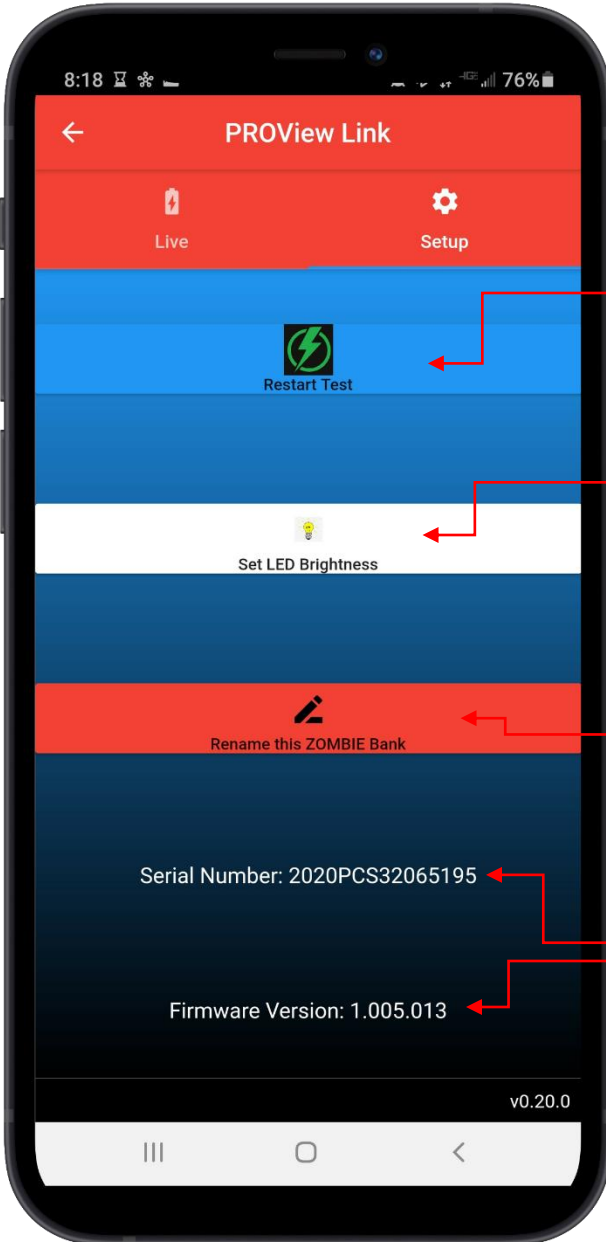 8:18
76%
PROView Link
Live
Setup
Restart Test
Set LED Brightness
Rename this ZOMBIE Bank
Serial Number: 2020PCS32065195
Firmware Version: 1.005.013
v0.20.0